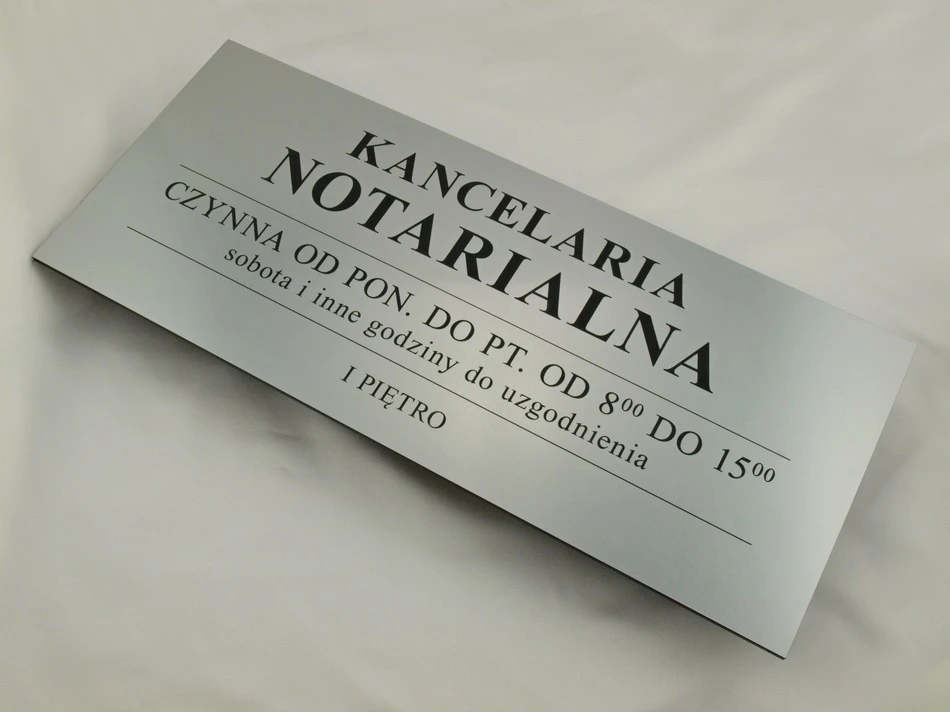 KANCELARIA
NOTARIALNA
CZYNNA OD PON. DO PT. OD 8⁰⁰ DO 15⁰⁰
sobota i inne godziny do uzgodnienia
I PIĘTRO